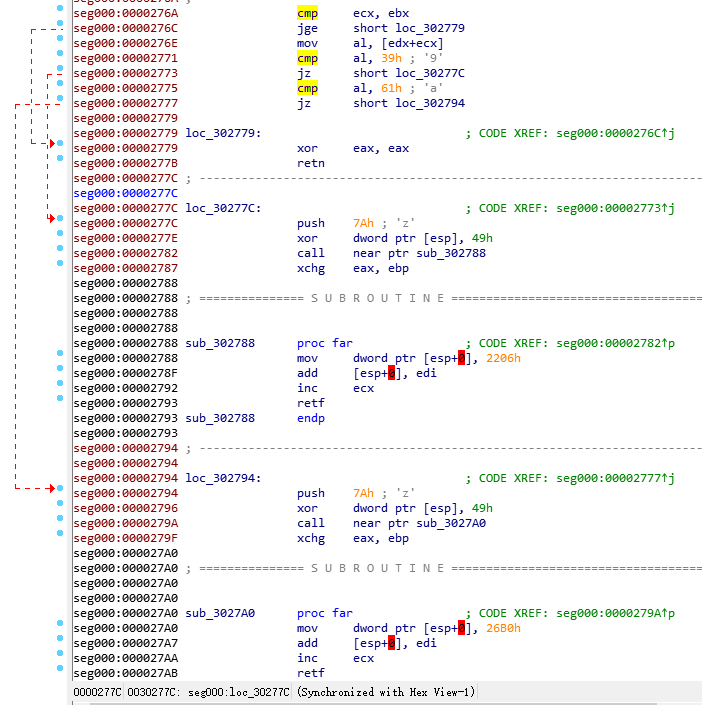 seg000:0000276A cmp ecx, ebx
seg000:0000276C jge short loc_302779
seg000:0000276E mov al, [edx+ecx]
seg000:00002771 cmp al, 39h ; '9'
seg000:00002773 jz short loc_30277C
seg000:00002775 cmp al, 61h ; 'a'
seg000:00002777 jz short loc_302794
seg000:00002779
seg000:00002779 loc_302779: ; CODE XREF: seg000:0000276C↑j
seg000:00002779 xor eax, eax
seg000:0000277B retn
seg000:0000277C ; ---------------------------------------------------------------------------
seg000:0000277C
seg000:0000277C loc_30277C: ; CODE XREF: seg000:00002773↑j
seg000:0000277C push 7Ah ; 'z'
seg000:0000277E xor dword ptr [esp], 49h
seg000:00002782 call near ptr sub_302788
seg000:00002787 xchg eax, ebp
seg000:00002788
seg000:00002788 ; =============== S U B R O U T I N E =======================================
seg000:00002788
seg000:00002788
seg000:00002788 sub_302788 proc far ; CODE XREF: seg000:00002782↑p
seg000:00002788 mov dword ptr [esp+0], 2206h
seg000:0000278F add [esp+0], edi
seg000:00002792 inc ecx
seg000:00002793 retf
seg000:00002793 sub_302788 endp
seg000:00002793
seg000:00002794 ; ---------------------------------------------------------------------------
seg000:00002794
seg000:00002794 loc_302794: ; CODE XREF: seg000:00002777↑j
seg000:00002794 push 7Ah ; 'z'
seg000:00002796 xor dword ptr [esp], 49h
seg000:0000279A call near ptr sub_3027A0
seg000:0000279F xchg eax, ebp
seg000:000027A0
seg000:000027A0 ; =============== S U B R O U T I N E =======================================
seg000:000027A0
seg000:000027A0
seg000:000027A0 sub_3027A0 proc far ; CODE XREF: seg000:0000279A↑p
seg000:000027A0 mov dword ptr [esp+0], 26B0h
seg000:000027A7 add [esp+0], edi
seg000:000027AA inc ecx
seg000:000027AB retf
0000277C 0030277C: seg000:loc_30277C (Synchronized with Hex View-1)